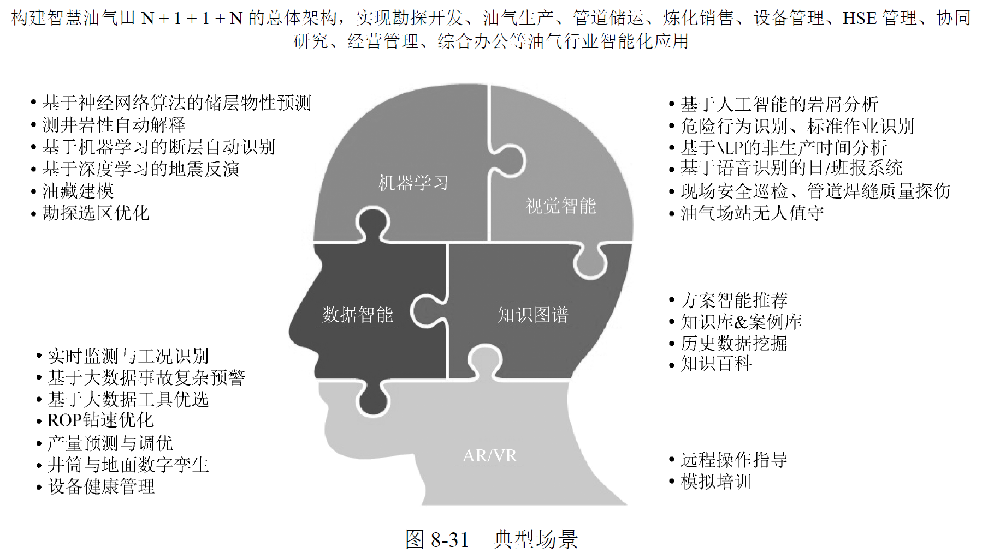 构建智慧油气田 N + 1 + 1 + N 的总体架构，实现勘探开发、油气生产、管道储运、炼化销售、设备管理、HSE 管理、协同
研究、经营管理、综合办公等油气行业智能化应用
• 基于神经网络算法的储层物性预测
• 测井岩性自动解释
• 基于机器学习的断层自动识别
• 基于深度学习的地震反演
• 油藏建模
• 勘探选区优化
机器学习
视觉智能
• 基于人工智能的岩屑分析
• 危险行为识别、标准作业识别
• 基于NLP的非生产时间分析
• 基于语音识别的日/班报系统
• 现场安全巡检、管道焊缝质量探伤
• 油气场站无人值守
数据智能
知识图谱
• 方案智能推荐
• 知识库&案例库
• 历史数据挖掘
• 知识百科
• 实时监测与工况识别
• 基于大数据事故复杂预警
• 基于大数据工具优选
• ROP钻速优化
• 产量预测与调优
• 井筒与地面数字孪生
• 设备健康管理
AR/VR
• 远程操作指导
• 模拟培训
图 8-31 典型场景